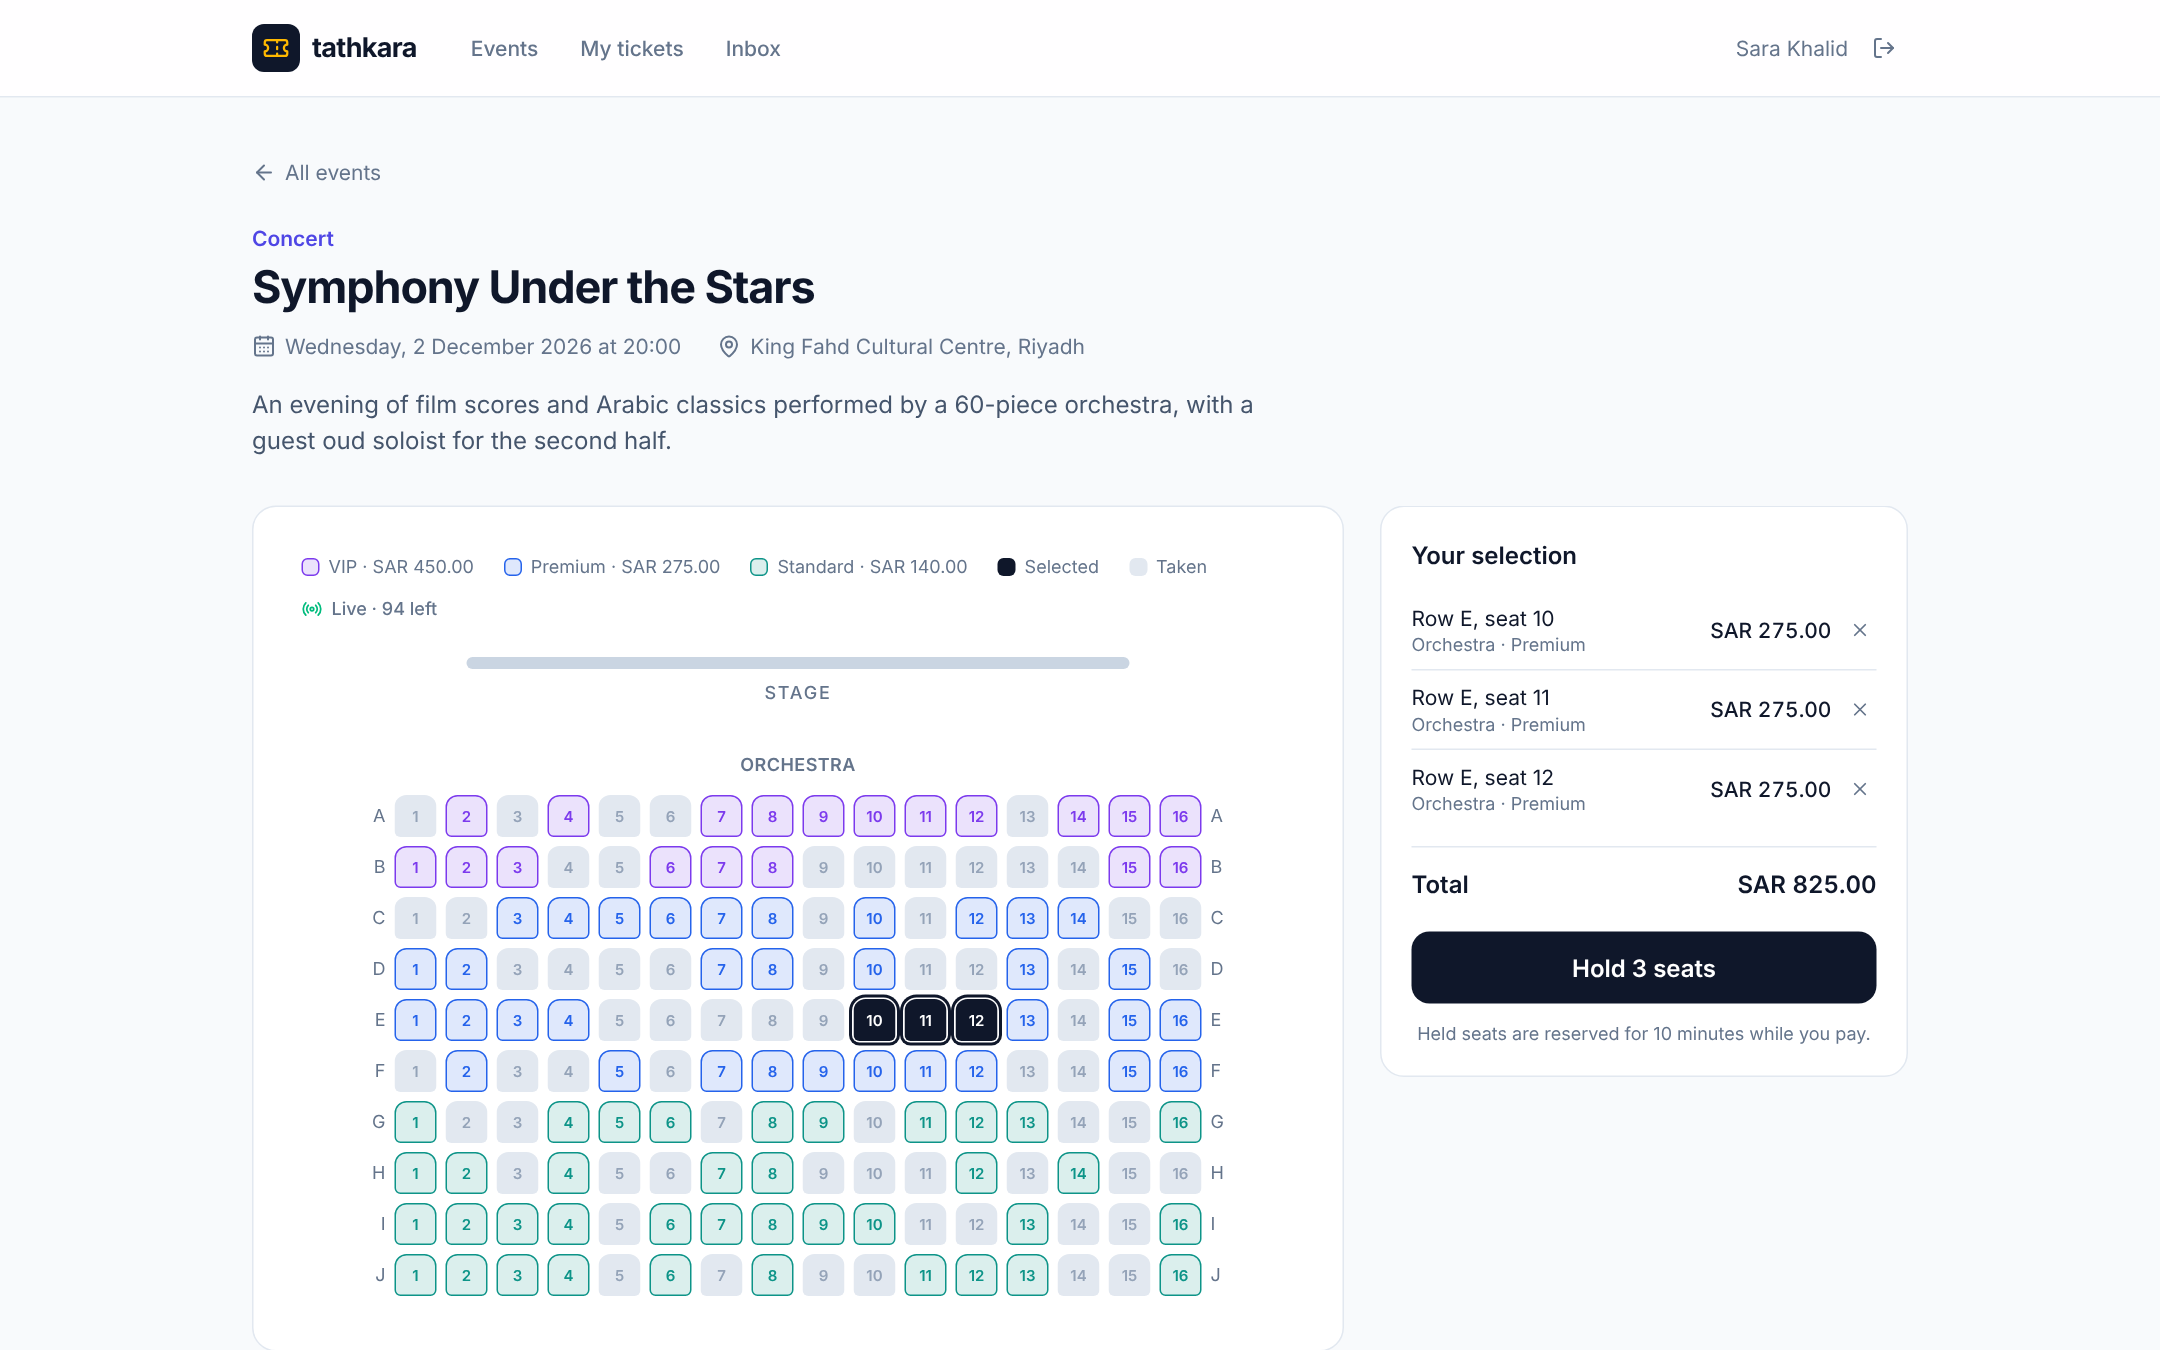 tathkara Events My tickets Inbox Sara Khalid
All events
Concert
Symphony Under the Stars
Wednesday, 2 December 2026 at 20:00 King Fahd Cultural Centre, Riyadh
An evening of film scores and Arabic classics performed by a 60-piece orchestra, with a
guest oud soloist for the second half.
VIP · SAR 450.00 Premium · SAR 275.00 Standard · SAR 140.00 Selected Taken
Live · 94 left
STAGE
ORCHESTRA
A 1 2 3 4 5 6 7 8 9 10 11 12 13 14 15 16 A
B 1 2 3 4 5 6 7 8 9 10 11 12 13 14 15 16 B
C 1 2 3 4 5 6 7 8 9 10 11 12 13 14 15 16 C
D 1 2 3 4 5 6 7 8 9 10 11 12 13 14 15 16 D
E 1 2 3 4 5 6 7 8 9 10 11 12 13 14 15 16 E
F 1 2 3 4 5 6 7 8 9 10 11 12 13 14 15 16 F
G 1 2 3 4 5 6 7 8 9 10 11 12 13 14 15 16 G
H 1 2 3 4 5 6 7 8 9 10 11 12 13 14 15 16 H
I 1 2 3 4 5 6 7 8 9 10 11 12 13 14 15 16 I
J 1 2 3 4 5 6 7 8 9 10 11 12 13 14 15 16 J
Your selection
Row E, seat 10
Orchestra · Premium
SAR 275.00
Row E, seat 11
Orchestra · Premium
SAR 275.00
Row E, seat 12
Orchestra · Premium
SAR 275.00
Total SAR 825.00
Hold 3 seats
Held seats are reserved for 10 minutes while you pay.